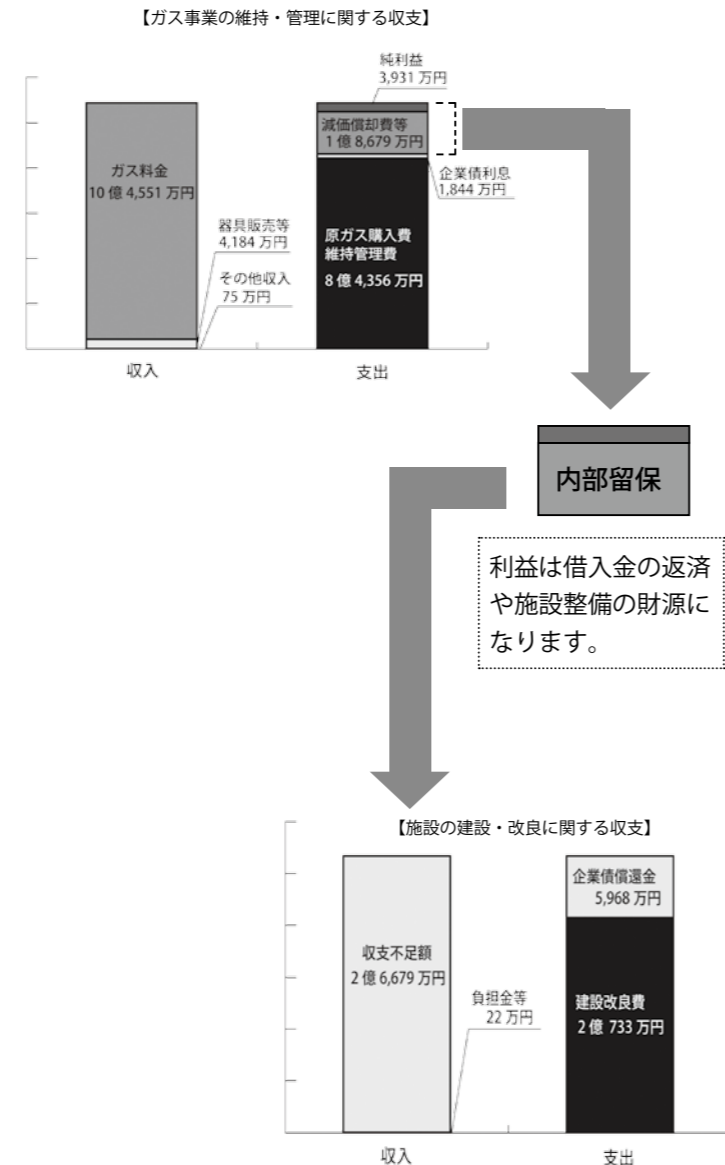 【ガス事業の維持・管理に関する収支】
純利益
3,931 万円
減価償却費等
1 億 8,679 万円
ガス料金
10 億 4,551 万円
企業債利息
1,844 万円
器具販売等
4,184 万円
原ガス購入費
維持管理費
8 億 4,356 万円
その他収入
75 万円
収入
支出
内部留保
利益は借入金の返済
や施設整備の財源に
なります。
【施設の建設・改良に関する収支】
企業債償還金
5,968 万円
収支不足額
2 億 6,679 万円
負担金等
22 万円
建設改良費
2 億 733 万円
収入
支出